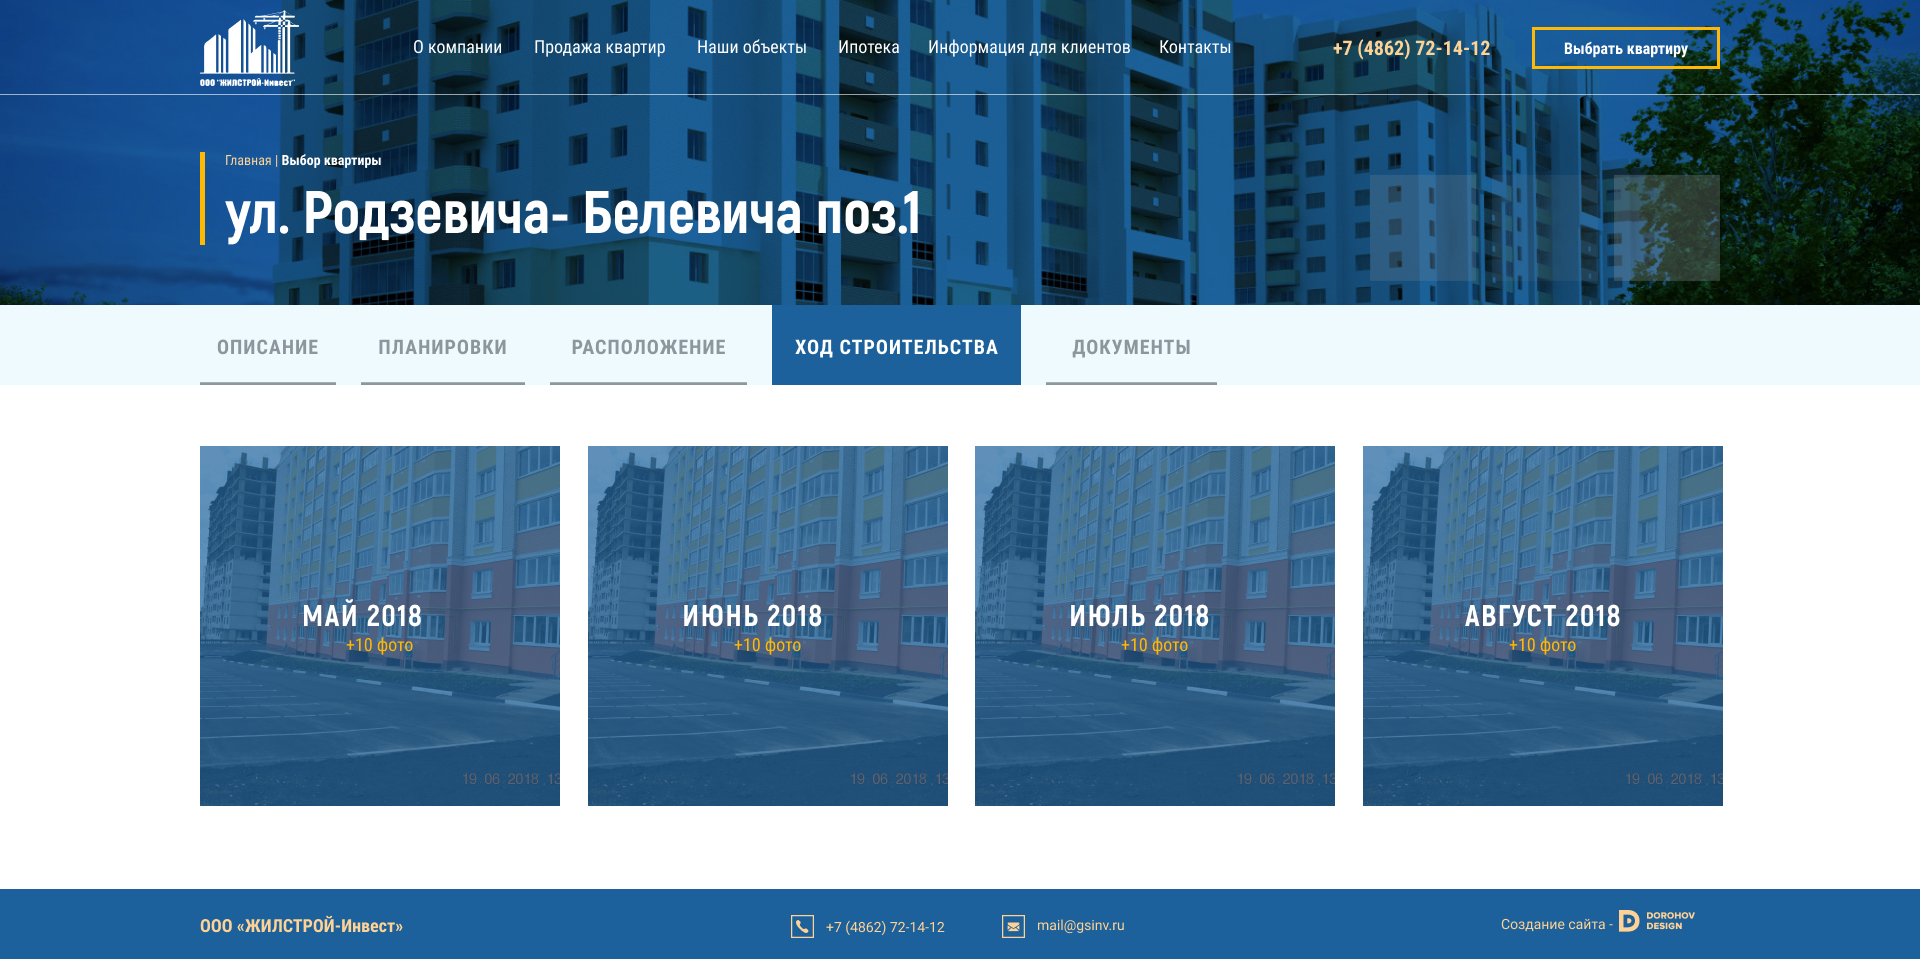 ООО "ЖИЛСТРОЙ-Инвест"
О компании
Продажа квартир
Наши объекты
Ипотека
Информация для клиентов
Контакты
+7 (4862) 72-14-12
Выбрать квартиру
Главная | Выбор квартиры
ул. Родзевича- Белевича поз.1
ОПИСАНИЕ
ПЛАНИРОВКИ
РАСПОЛОЖЕНИЕ
ХОД СТРОИТЕЛЬСТВА
ДОКУМЕНТЫ
МАЙ 2018
+10 фото
19.06.2018 ,13
ИЮНЬ 2018
+10 фото
19.06.2018 ,13
ИЮЛЬ 2018
+10 фото
19.06.2018 ,13
АВГУСТ 2018
+10 фото
19.06.2018 ,13
ООО «ЖИЛСТРОЙ-Инвест»
+7 (4862) 72-14-12
mail@gsinv.ru
Создание сайта -
DOROHOV
DESIGN